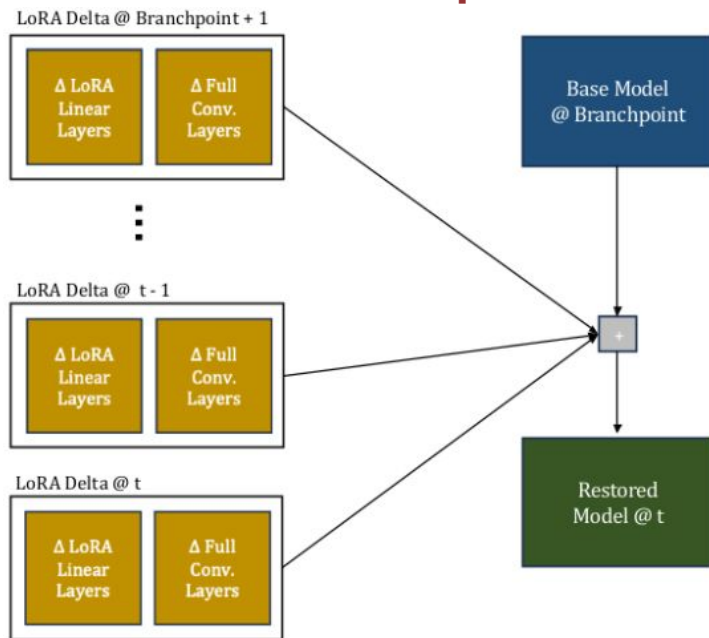 LoRA Delta @ Branchpoint + 1
Δ LoRA
Linear
Layers
Δ Full
Conv.
Layers
Base Model
@ Branchpoint
LoRA Delta @ t - 1
Δ LoRA
Linear
Layers
Δ Full
Conv.
Layers
+
LoRA Delta @ t
Δ LoRA
Linear
Layers
Δ Full
Conv.
Layers
Restored
Model @ t